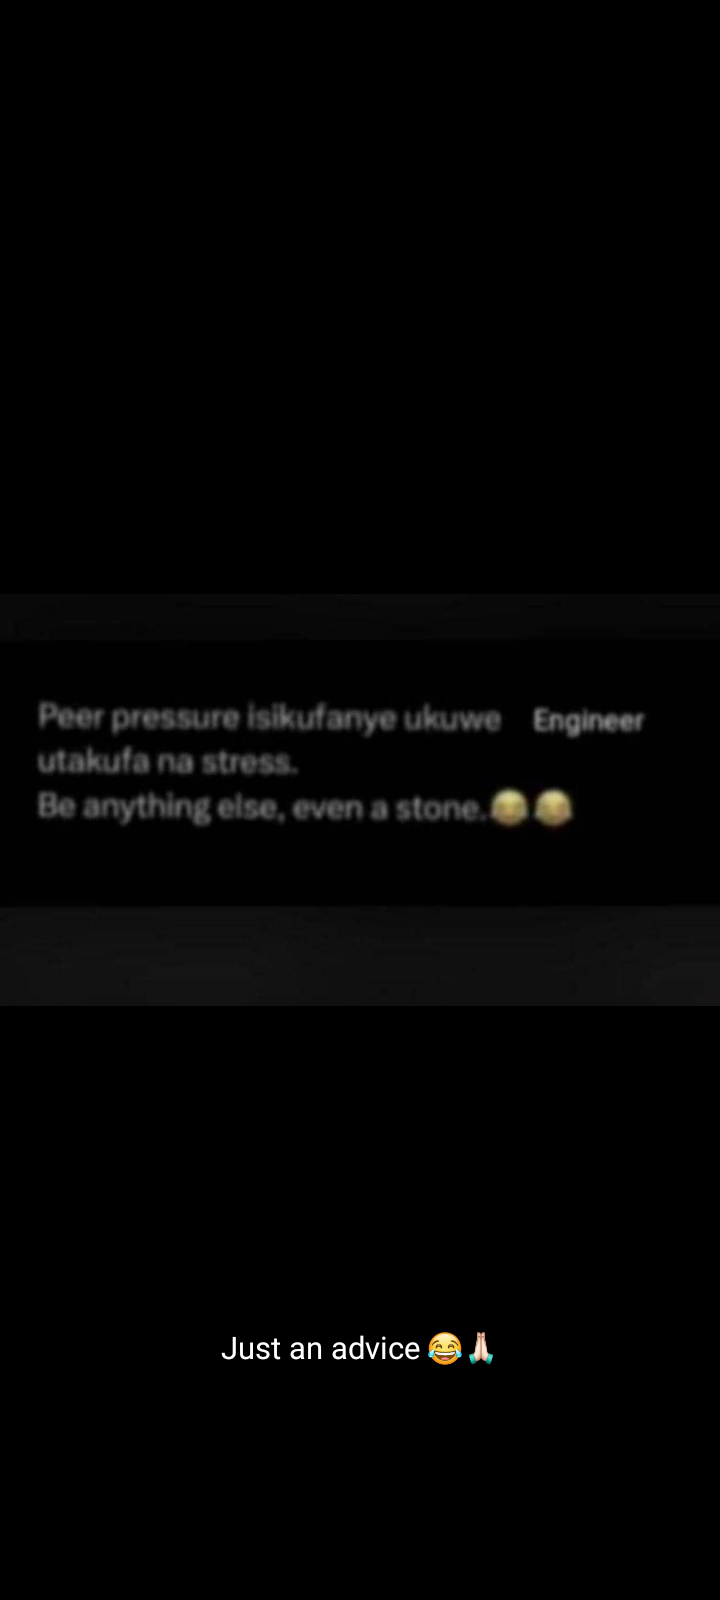 Peer pressure isikufanye ukuwe Engineer
utakufa na stress.
Be anything else, even a stone.😂😂
Just an advice 😂🙏🏻